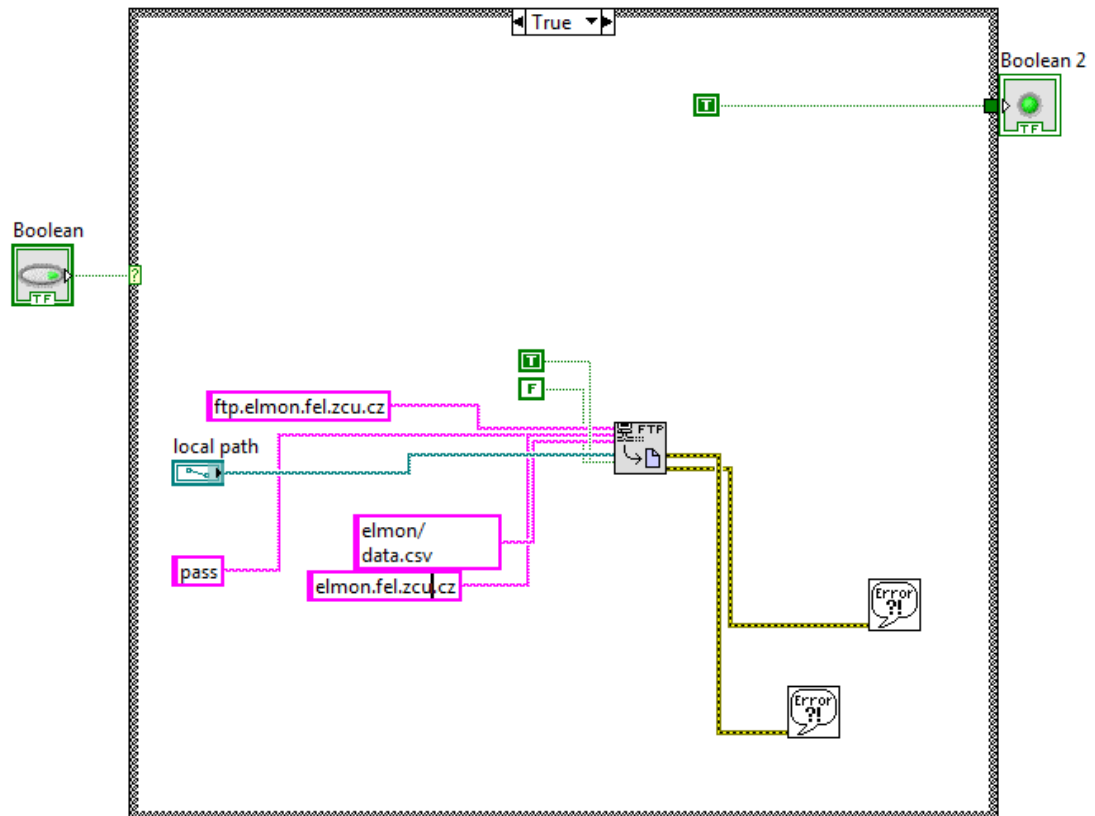 True
Boolean 2
T
TF
Boolean
TF
T
F
ftp.elmon.fel.zcu.cz
FTP
local path
elmon/
data.csv
pass
elmon.fel.zcu.cz
Error
?!
Error
?!
?